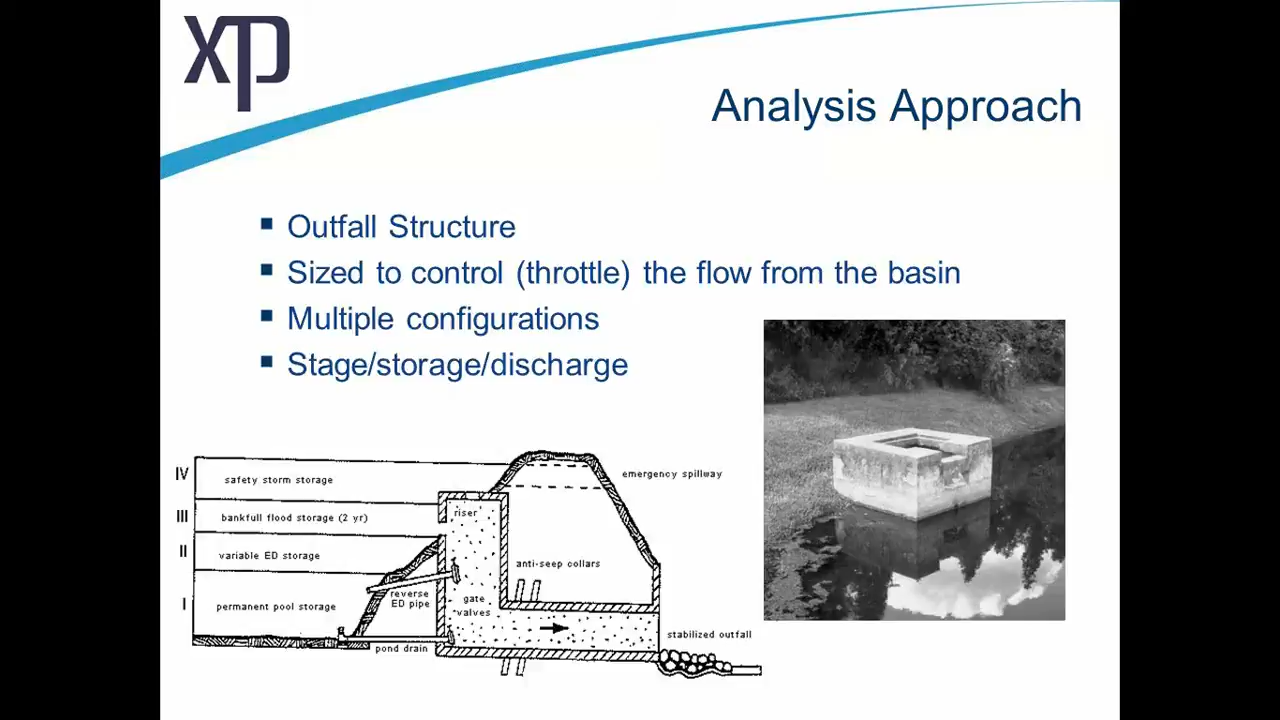 xp
Analysis Approach
Outfall Structure
Sized to control (throttle) the flow from the basin
Multiple configurations
Stage/storage/discharge
IV
safety storm storage
emergency spillway
III
bankfull flood storage (2 yr)
riser
II
variable ED storage
anti-seep collars
I
permanent pool storage
reverse
ED pipe
gate
valves
pond drain
stabilized outfall